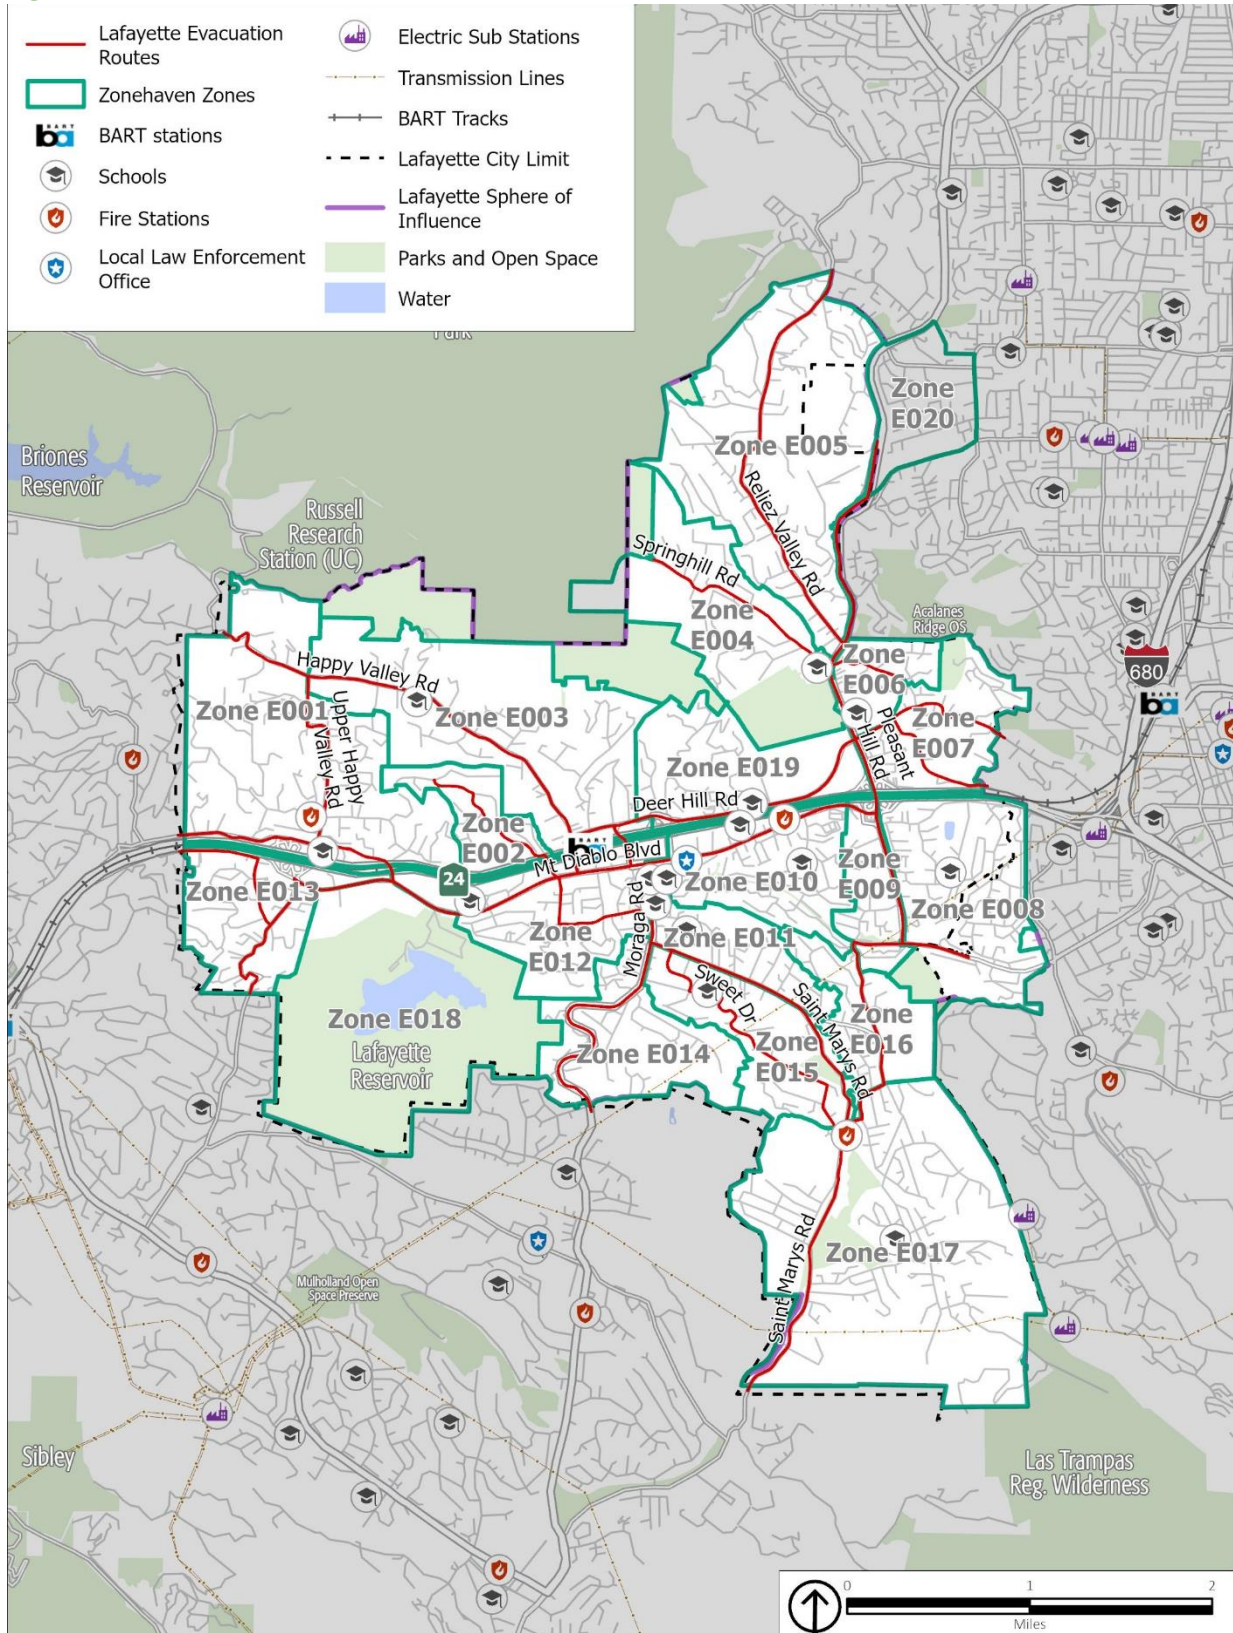 Lafayette Evacuation
Routes
Zonehaven Zones
BART
ba
BART stations
Schools
Fire Stations
Local Law Enforcement
Office
Electric Sub Stations
Transmission Lines
BART Tracks
Lafayette City Limit
Lafayette Sphere of
Influence
Parks and Open Space
Water
Park
Briones
Reservoir
Russell
Research
Station (UC)
Zone
E020
Zone E005
Reliez Valley Rd
Springhill Rd
Zone
E004
Acalanes
Ridge OS
Zone
E006
680
BART
ba
Happy Valley Rd
Zone E001
Upper Happy
Valley Rd
Zone E003
Pleasant
Hill Rd
Zone
E007
Zone E019
Deer Hill Rd
Zone
E002
ba
Mt Diablo Blvd
24
Zone E013
Zone E010
Zone
E009
Zone E008
Moraga Rd
Zone
E012
Zone E011
Sweet Dr
Saint Marys Rd
Zone E018
Lafayette
Reservoir
Zone E014
Zone
E015
Zone
E016
Zone E017
Saint Marys Rd
Mulholland Open
Space Preserve
Sibley
Las Trampas
Reg. Wilderness
0 1 2
Miles